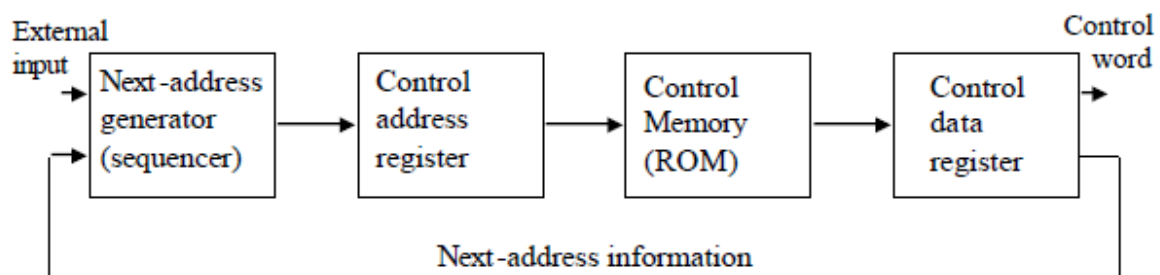 External
input
Next-address
generator
(sequencer)
Control
address
register
Control
Memory
(ROM)
Control
data
register
Control
word
Next-address information